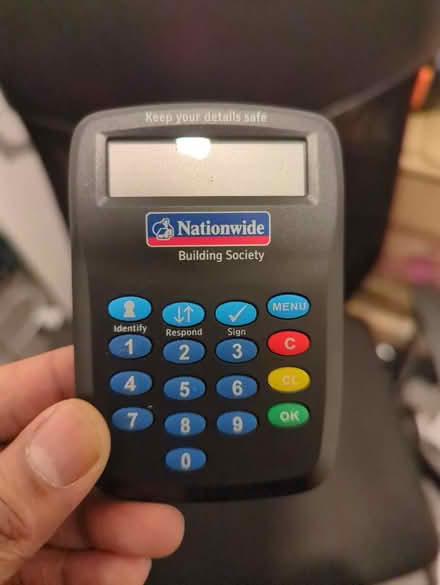 Keep your details safe
Nationwide
Building Society
MENU
Identify Respond Sign
1 2 3 C
4 5 6 CL
7 8 9 OK
0